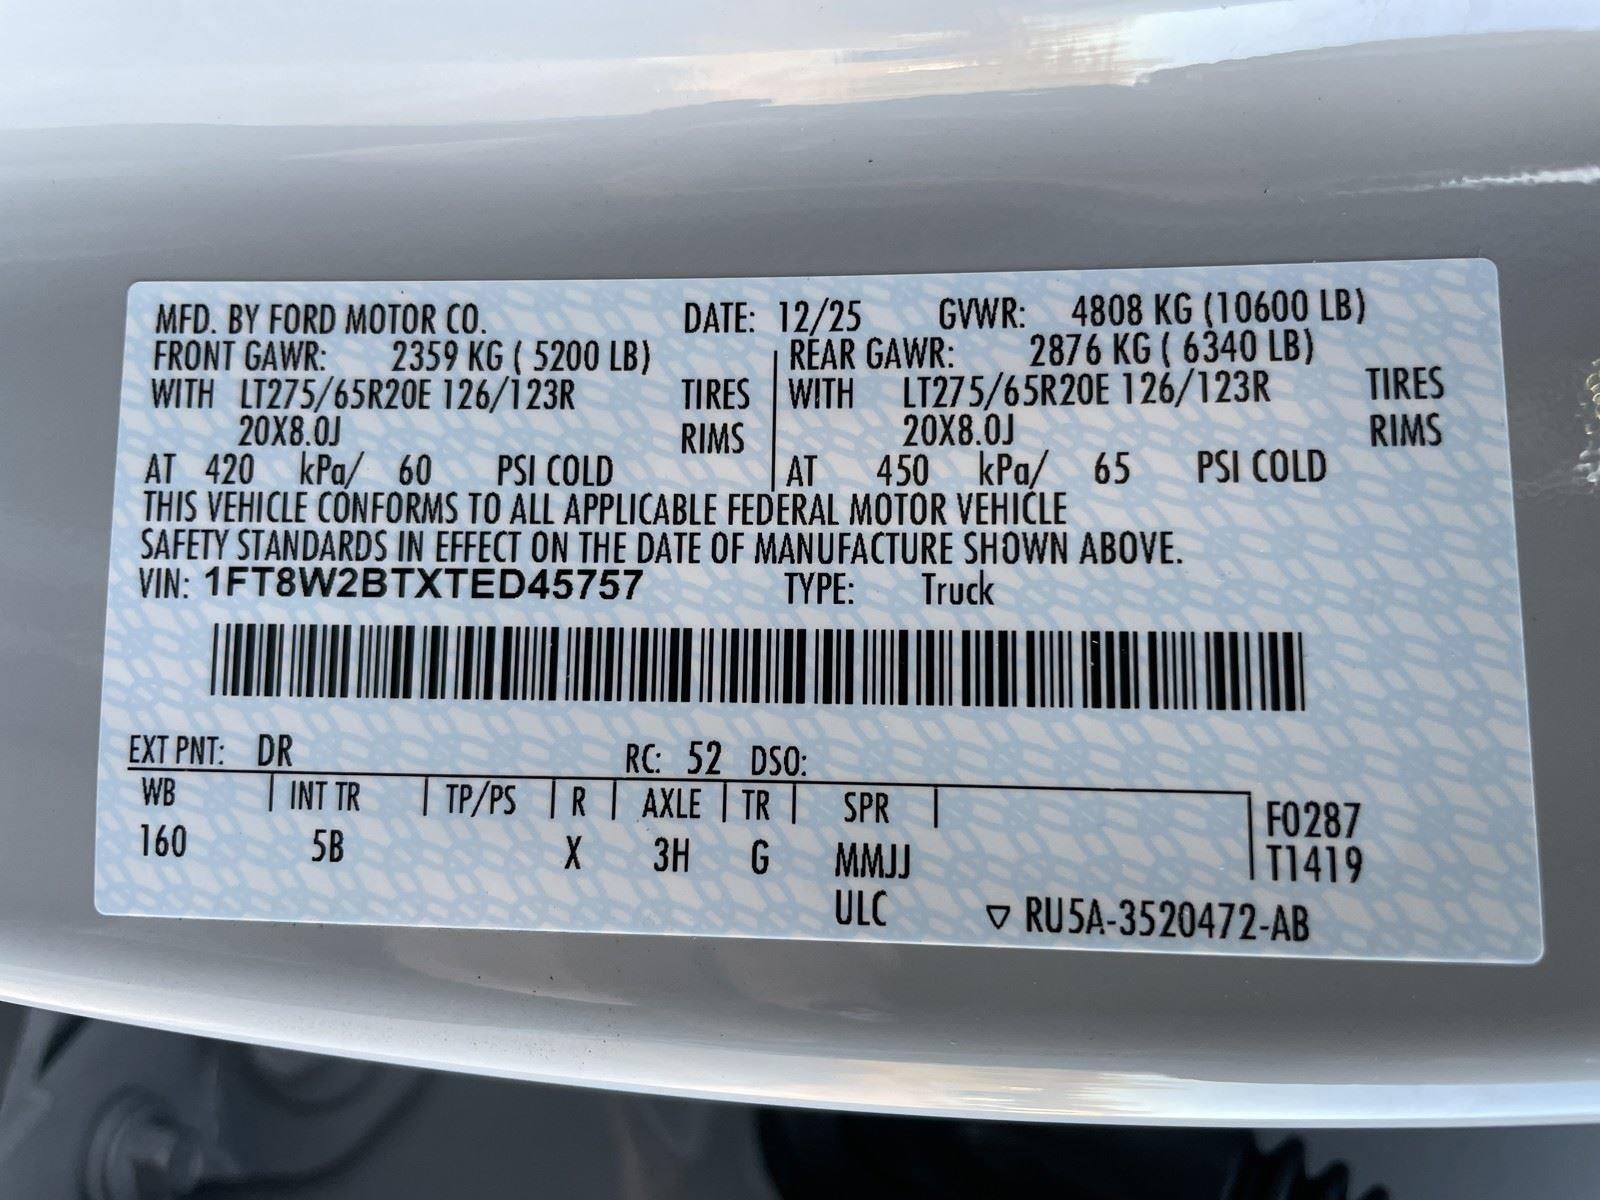 MFD. BY FORD MOTOR CO. DATE: 12/25 GVWR: 4808 KG (10600 LB)
FRONT GAWR: 2359 KG ( 5200 LB) REAR GAWR: 2876 KG ( 6340 LB)
WITH LT275/65R20E 126/123R TIRES WITH LT275/65R20E 126/123R TIRES
20X8.0J RIMS 20X8.0J RIMS
AT 420 kPa/ 60 PSI COLD AT 450 kPa/ 65 PSI COLD
THIS VEHICLE CONFORMS TO ALL APPLICABLE FEDERAL MOTOR VEHICLE
SAFETY STANDARDS IN EFFECT ON THE DATE OF MANUFACTURE SHOWN ABOVE.
VIN: 1FT8W2BTXTED45757 TYPE: Truck
EXT PNT: DR RC: 52 DSO:
WB INT TR TP/PS R AXLE TR SPR F0287
160 5B X 3H G MMJJ T1419
ULC ▽ RU5A-3520472-AB